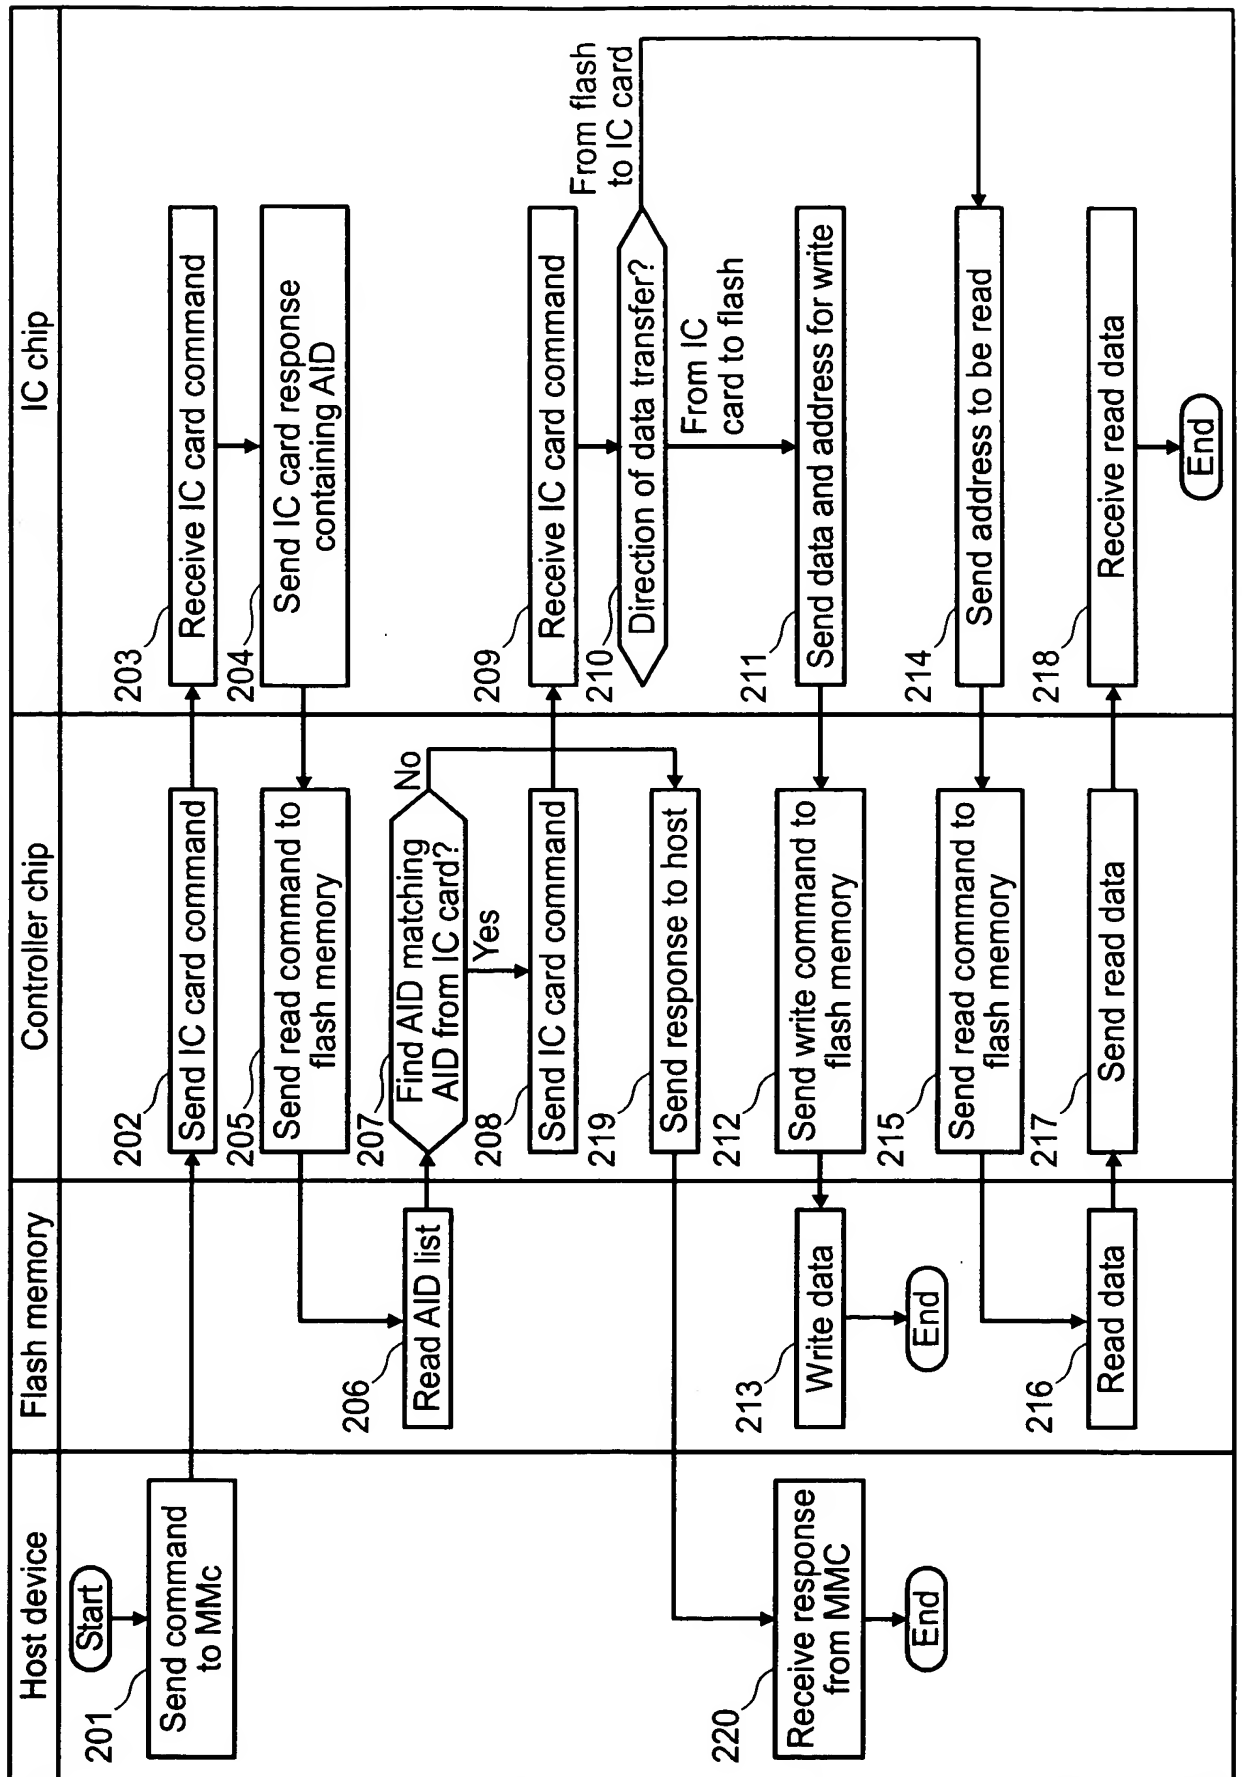 Host device
Flash memory
Controller chip
IC chip
Start
201
Send command
to MMc
202
Send IC card command
203
Receive IC card command
204
Send IC card response
containing AID
205
Send read command to
flash memory
206
Read AID list
207
Find AID matching
AID from IC card?
No
Yes
208
Send IC card command
209
Receive IC card command
210
Direction of data transfer?
From flash
to IC card
From IC
card to flash
219
Send response to host
220
Receive response
from MMC
End
211
Send data and address for write
212
Send write command to
flash memory
213
Write data
End
214
Send address to be read
215
Send read command to
flash memory
216
Read data
217
Send read data
218
Receive read data
End